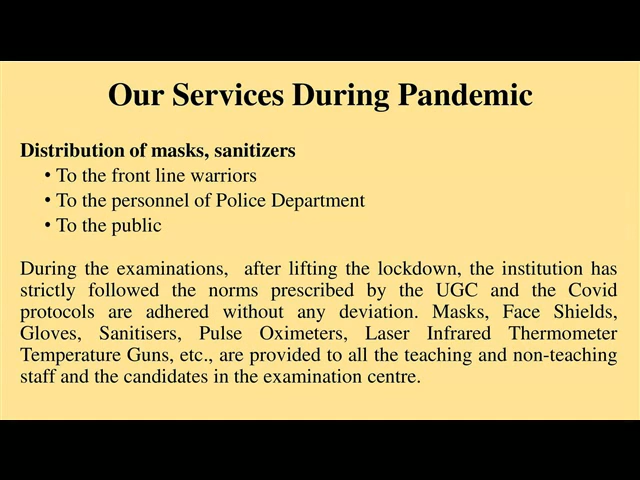 Our Services During Pandemic
Distribution of masks, sanitizers
• To the front line warriors
• To the personnel of Police Department
• To the public
During the examinations, after lifting the lockdown, the institution has
strictly followed the norms prescribed by the UGC and the Covid
protocols are adhered without any deviation. Masks, Face Shields,
Gloves, Sanitisers, Pulse Oximeters, Laser Infrared Thermometer
Temperature Guns, etc., are provided to all the teaching and non-teaching
staff and the candidates in the examination centre.